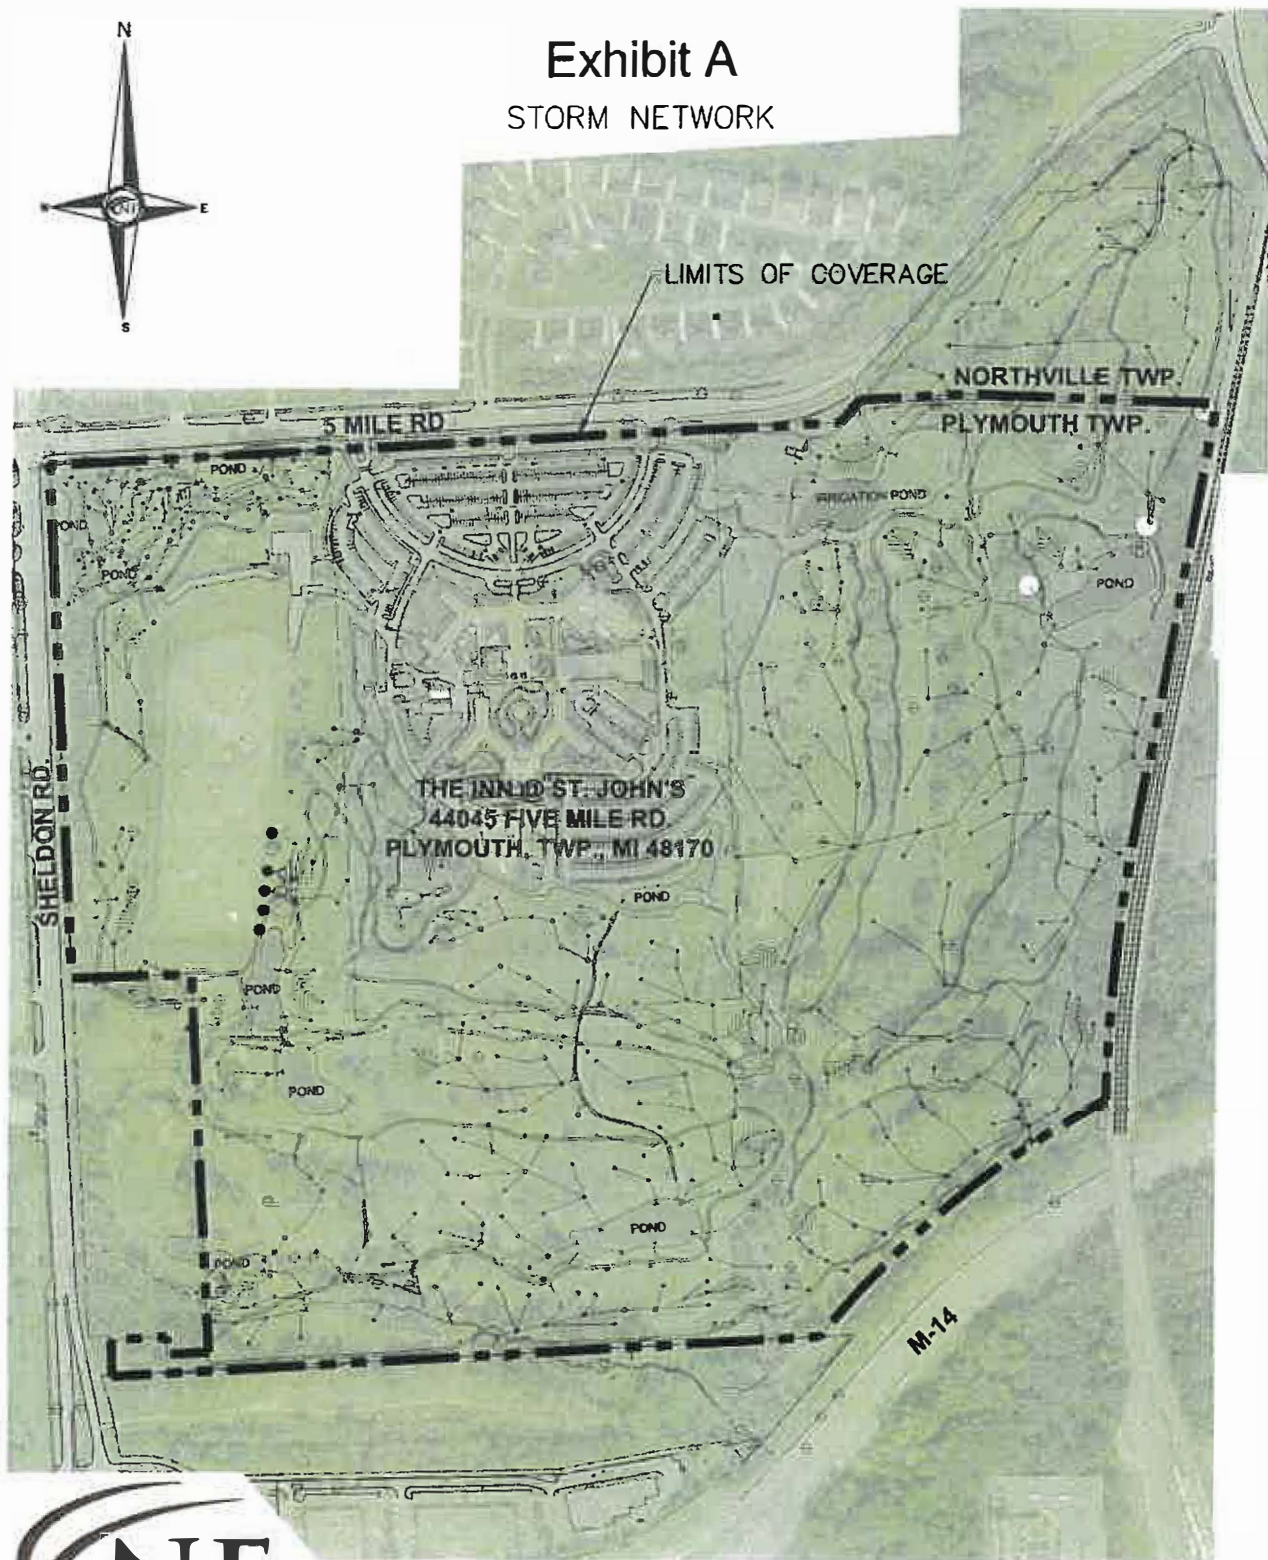 N
Exhibit A
STORM NETWORK
E
S
LIMITS OF COVERAGE
NORTHVILLE TWP.
PLYMOUTH TWP.
5 MILE RD
POND
IRRIGATION POND
POND
POND
POND
SHELDON RD.
THE INN @ ST. JOHN'S
44045 FIVE MILE RD.
PLYMOUTH, TWP., MI 48170
POND
POND
POND
POND
POND
M-14
NF